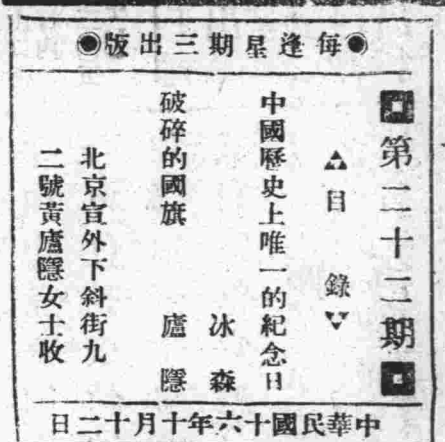 ◉每逢星期三出版◉
第二十二期
目錄
中國歷史上唯一的紀念日
冰森
破碎的國旗 廬隱
北京宣外下斜街九
二號黃廬隱女士收
中華民國十六年十月十二日